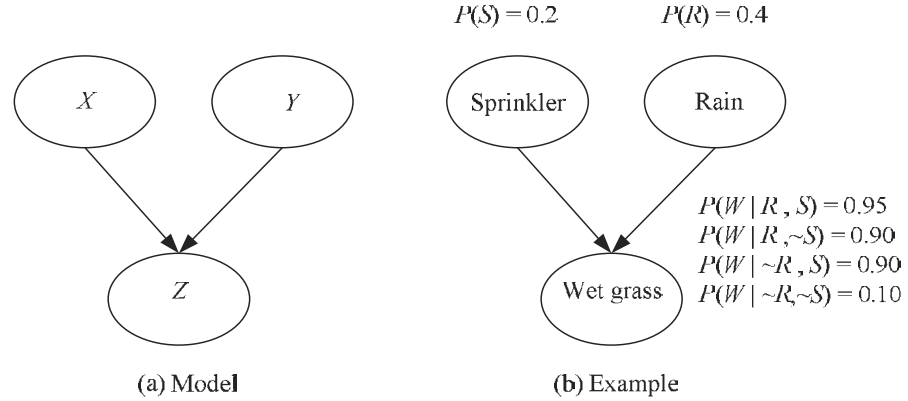 P(S) = 0.2
P(R) = 0.4
X
Y
Sprinkler
Rain
P(W | R , S) = 0.95
P(W | R ,~S) = 0.90
P(W | ~R , S) = 0.90
P(W | ~R,~S) = 0.10
Z
Wet grass
(a) Model
(b) Example